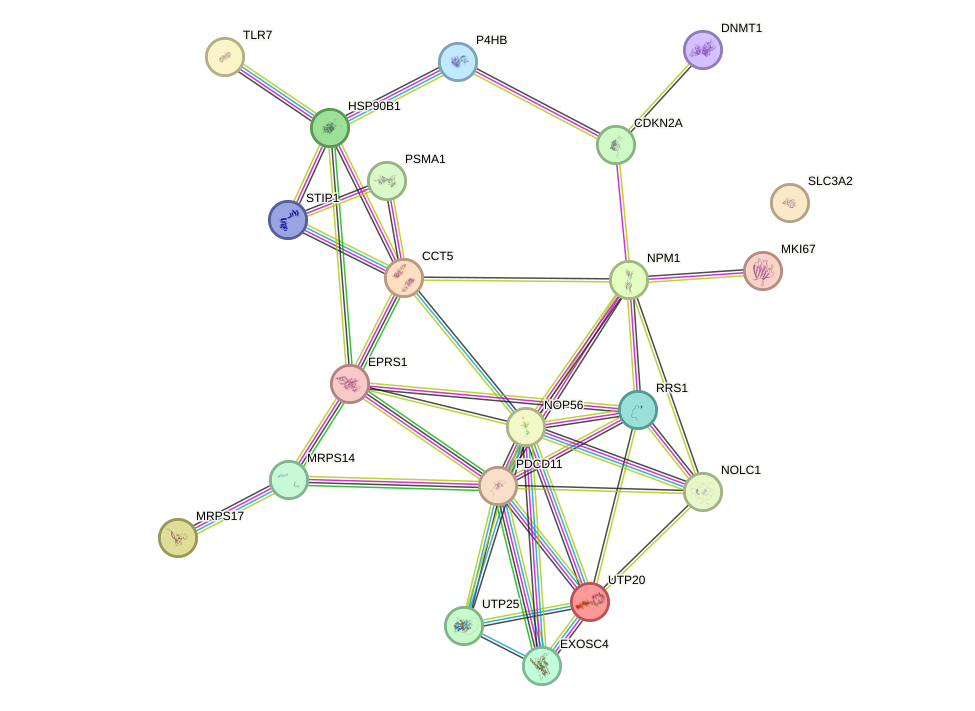 DNMT1
TLR7
P4HB
HSP90B1
CDKN2A
PSMA1
SLC3A2
STIP1
MKI67
CCT5
NPM1
EPRS1
RRS1
NOP56
MRPS14
PDCD11
NOLC1
MRPS17
UTP20
UTP25
EXOSC4